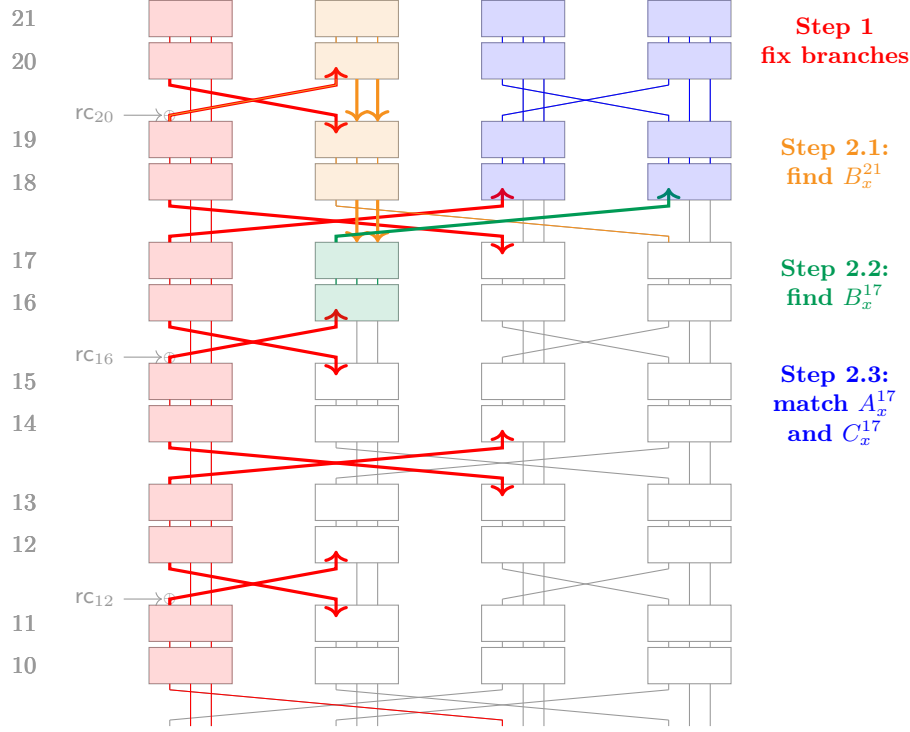 21
Step 1
20
fix branches
rc20
19
Step 2.1:
18
find B_x^{21}
17
Step 2.2:
16
find B_x^{17}
rc16
15
Step 2.3:
match A_x^{17}
14
and C_x^{17}
13
12
rc12
11
10